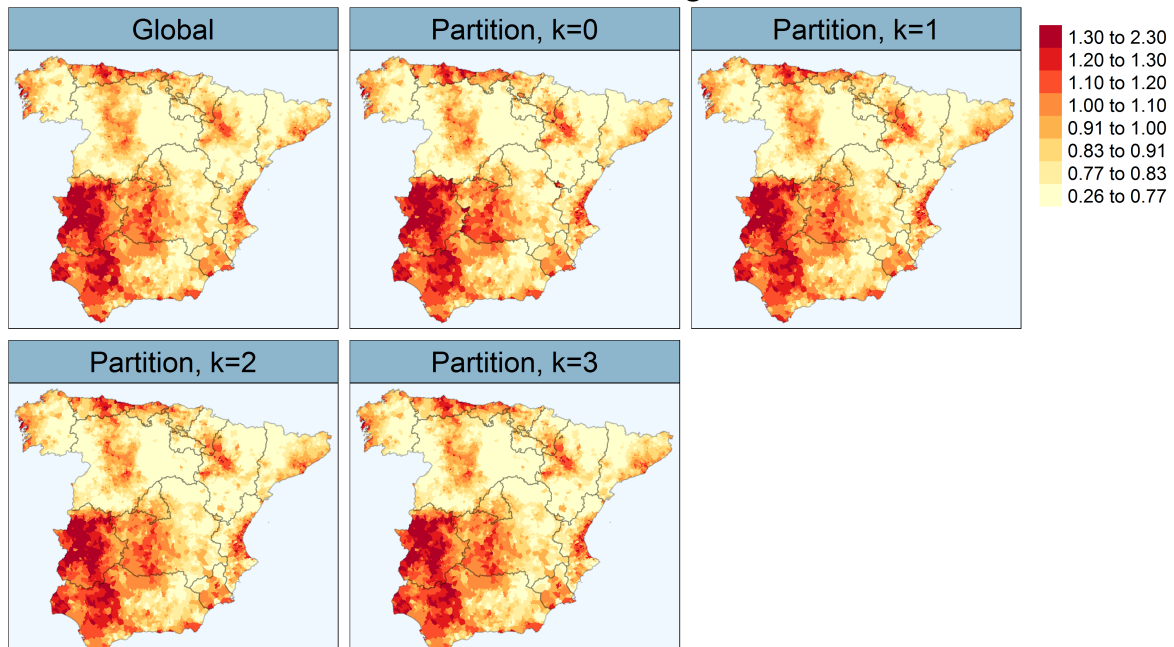 Global
Partition, k=0
Partition, k=1
1.30 to 2.30
1.20 to 1.30
1.10 to 1.20
1.00 to 1.10
0.91 to 1.00
0.83 to 0.91
0.77 to 0.83
0.26 to 0.77
Partition, k=2
Partition, k=3